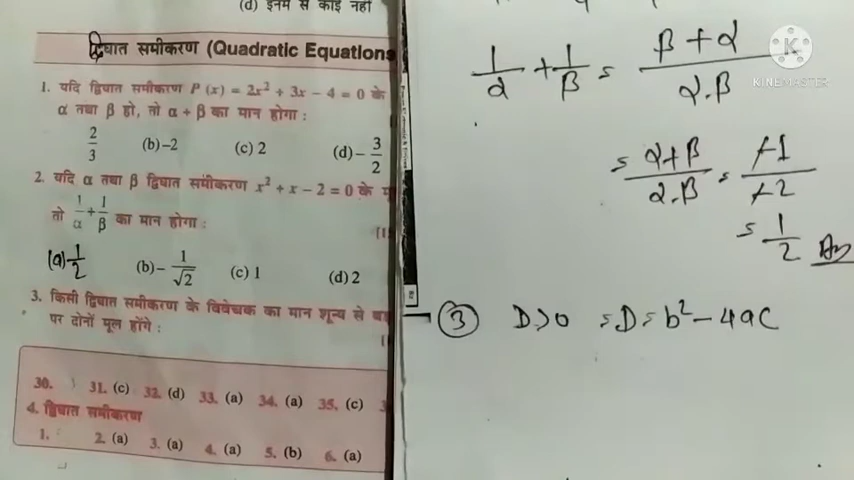 (d) इनमें से कोई नहीं
द्विघात समीकरण (Quadratic Equations
1. यदि द्विघात समीकरण P (x) = 2x² + 3x – 4 = 0 के
α तथा β हो, तो α + β का मान होगा :
2/3 (b) –2 (c) 2 (d) – 3/2
2. यदि α तथा β द्विघात समीकरण x² + x – 2 = 0 के
तो 1/α + 1/β का मान होगा :
(a) 1/2 (b) – 1/√2 (c) 1 (d) 2
3. किसी द्विघात समीकरण के विवेचक का मान शून्य से
पर दोनों मूल होंगे :
30. 31. (c) 32. (d) 33. (a) 34. (a) 35. (c)
4. द्विघात समीकरण
1. 2. (a) 3. (a) 4. (a) 5. (b) 6. (a)
1/α + 1/β = β + α / α.β
= α + β / α.β = +1 / +2
= 1/2 Ans
③ D>0 = D = b² – 4ac
K
KINEMASTER